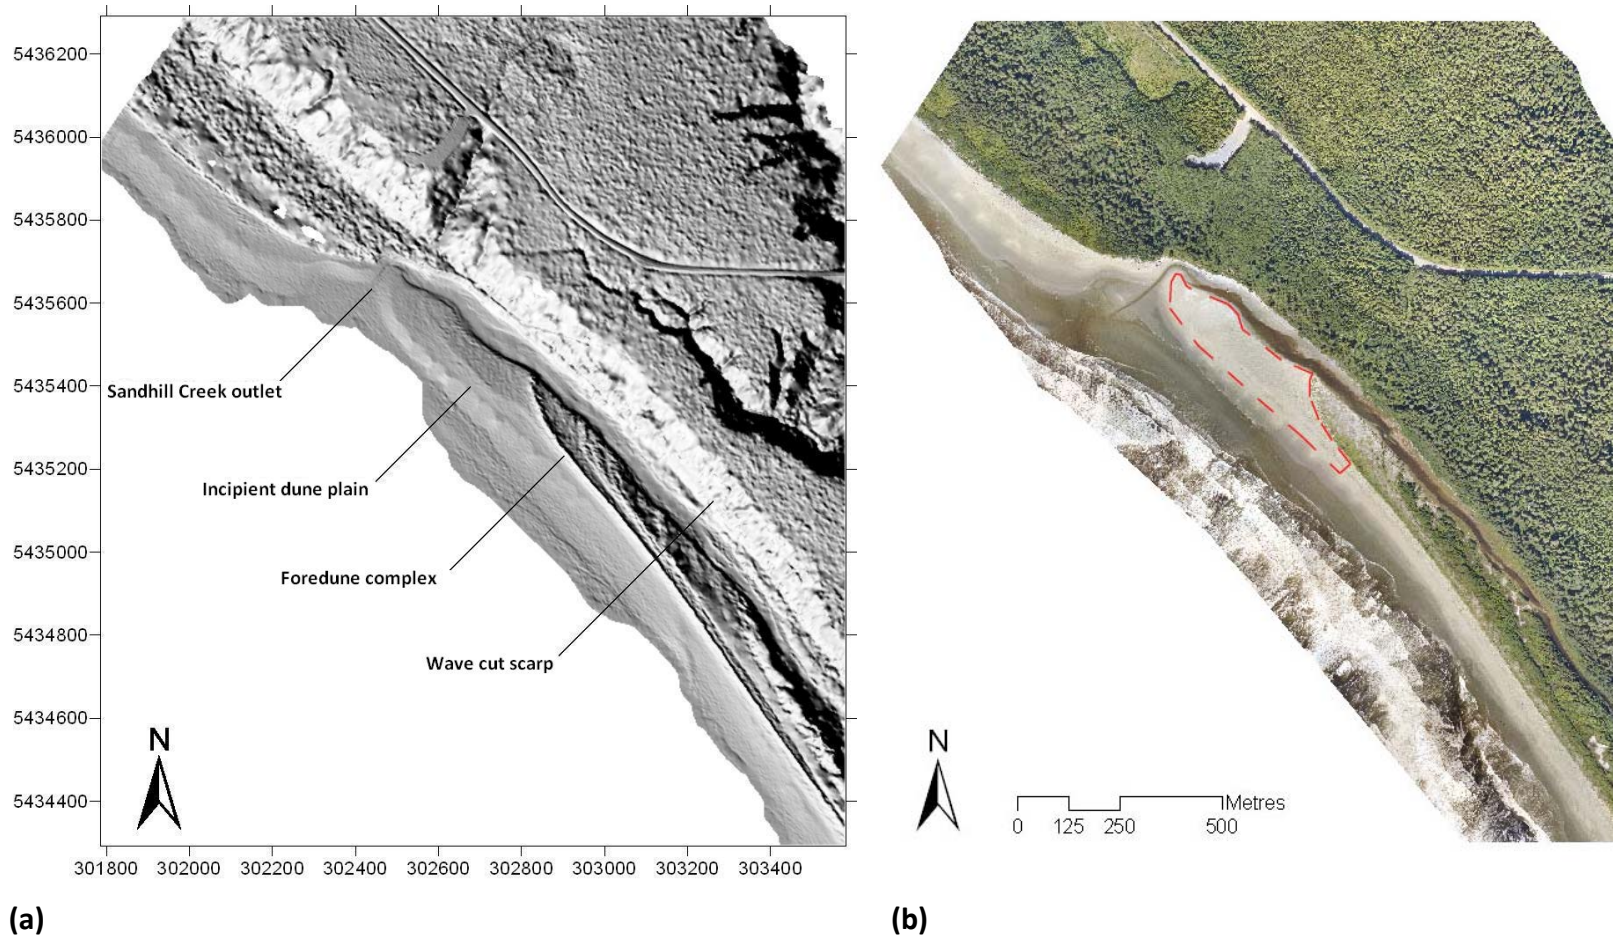 5436200
5436000
5435800
5435600
5435400
5435200
5435000
5434800
5434600
5434400
Sandhill Creek outlet
Incipient dune plain
Foredune complex
Wave cut scarp
N
301800 302000 302200 302400 302600 302800 303000 303200 303400
N
Metres
0 125 250 500
(a)
(b)